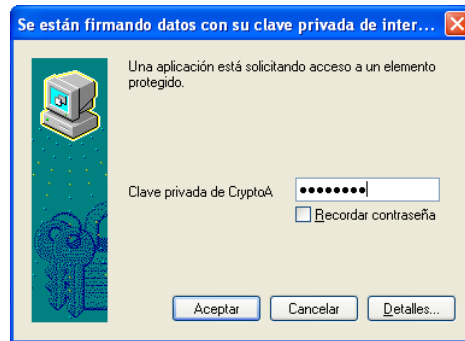 Se están firmando datos con su clave privada de inter...
Una aplicación está solicitando acceso a un elemento
protegido.
Clave privada de CryptoA
••••••••
Recordar contraseña
Aceptar
Cancelar
Detalles...